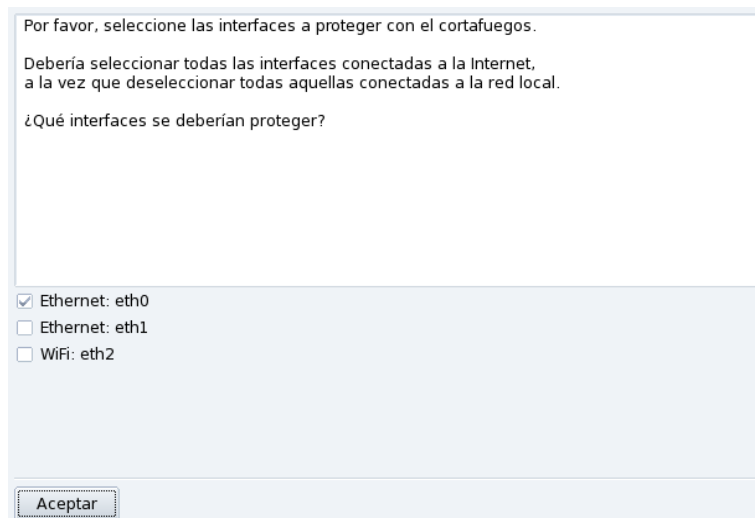 Por favor, seleccione las interfaces a proteger con el cortafuegos.
Debería seleccionar todas las interfaces conectadas a la Internet,
a la vez que deseleccionar todas aquellas conectadas a la red local.
¿Qué interfaces se deberían proteger?
Ethernet: eth0
Ethernet: eth1
WiFi: eth2
Aceptar